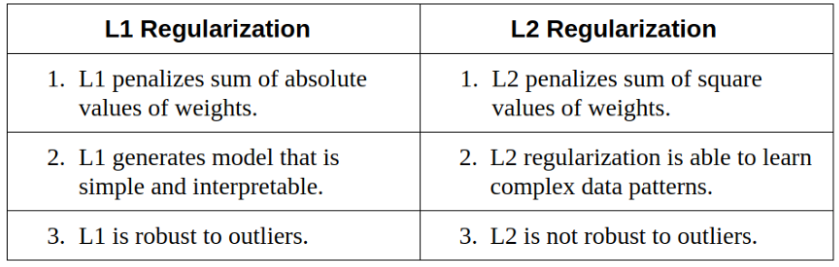 L1 Regularization
L2 Regularization
1. L1 penalizes sum of absolute
values of weights.
1. L2 penalizes sum of square
values of weights.
2. L1 generates model that is
simple and interpretable.
2. L2 regularization is able to learn
complex data patterns.
3. L1 is robust to outliers.
3. L2 is not robust to outliers.